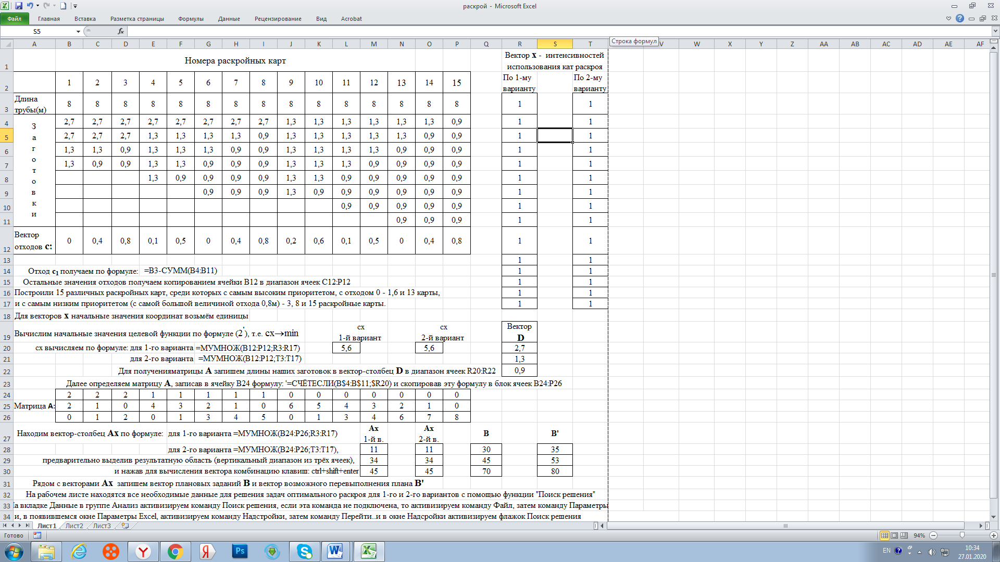 раскрой - Microsoft Excel
Файл Главная Вставка Разметка страницы Формулы Данные Рецензирование Вид Acrobat
S5 fx
Строка формул
A B C D E F G H I J K L M N O P Q R S T V W X Y Z AA AB AC AD AE AF
1 Номера раскройных карт Вектор x - интенсивностей
использования кат раскроя
2 1 2 3 4 5 6 7 8 9 10 11 12 13 14 15 По 1-му варианту По 2-му варианту
3 Длина трубы(м) 8 8 8 8 8 8 8 8 8 8 8 8 8 8 8 1 1
Заготовки
4 2,7 2,7 2,7 2,7 2,7 2,7 2,7 2,7 1,3 1,3 1,3 1,3 1,3 1,3 0,9 1 1
5 2,7 2,7 2,7 1,3 1,3 1,3 1,3 0,9 1,3 1,3 1,3 1,3 1,3 0,9 0,9 1 1
6 1,3 1,3 0,9 1,3 1,3 1,3 0,9 0,9 1,3 1,3 1,3 1,3 0,9 0,9 0,9 1 1
7 1,3 0,9 0,9 1,3 1,3 0,9 0,9 0,9 1,3 1,3 1,3 0,9 0,9 0,9 0,9 1 1
8 1,3 0,9 0,9 0,9 0,9 1,3 1,3 0,9 0,9 0,9 0,9 0,9 1 1
9 0,9 0,9 0,9 1,3 0,9 0,9 0,9 0,9 0,9 0,9 1 1
10 0,9 0,9 0,9 0,9 0,9 1 1
11 0,9 0,9 0,9 1 1
12 Вектор отходов c: 0 0,4 0,8 0,1 0,5 0 0,4 0,8 0,2 0,6 0,1 0,5 0 0,4 0,8 1 1
13 1 1
14 Отход c₁ получаем по формуле: =B3-СУММ(B4:B11) 1 1
15 Остальные значения отходов получаем копированием ячейки B12 в диапазон ячеек C12:P12 1 1
16 Построили 15 различных раскройных карт, среди которых с самым высоким приоритетом, с отходом 0 - 1,6 и 13 карты, 1 1
17 и с самым низким приоритетом (с самой большой величиной отхода 0,8м) - 3, 8 и 15 раскройные карты. 1 1
18 Для векторов x начальные значения координат возьмём единицы
19 Вычислим начальные значения целевой функции по формуле (2'), т.е. cx→min cx 1-й вариант cx 2-й вариант Вектор D
20 cx вычисляем по формуле: для 1-го варианта =МУМНОЖ(B12:P12;R3:R17) 5,6 5,6 2,7
21 для 2-го варианта =МУМНОЖ(B12:P12;T3:T17) 1,3
22 Для полученияматрицы A запишем длины наших заготовок в вектор-столбец D в диапазон ячеек R20:R22 0,9
23 Далее определяем матрицу A, записав в ячейку B24 формулу: '=СЧЁТЕСЛИ(B$4:B$11;$R20) и скопировав эту формулу в блок ячеек B24:P26
24 2 2 2 1 1 1 1 1 0 0 0 0 0 0 0
25 Матрица A: 2 1 0 4 3 2 1 0 6 5 4 3 2 1 0
26 0 1 2 0 1 3 4 5 0 1 3 4 6 7 8
27 Находим вектор-столбец Ax по формуле: для 1-го варианта =МУМНОЖ(B24:P26;R3:R17) Ax 1-й в. Ax 2-й в. B B'
28 для 2-го варианта =МУМНОЖ(B24:P26;T3:T17), 11 11 30 35
29 предварительно выделив результатную область (вертикальный диапазон из трёх ячеек), 34 34 45 53
30 и нажав для вычисления вектора комбинацию клавиш: ctrl+shift+enter 45 45 70 80
31 Рядом с векторами Ax запишем вектор плановых заданий B и вектор возможного перевыполнения плана B'
32 На рабочем листе находятся все необходимые данные для решения задач оптимального раскроя для 1-го и 2-го вариантов с помощью функции "Поиск решения"
33 На вкладке Данные в группе Анализ активизируем команду Поиск решения, если эта команда не подключена, то активизируем команду Файл, затем команду Параметры
34 и, в появившемся окне Параметры Excel, активизируем команду Надстройки, затем команду Перейти..и в окне Надсройки активизируем флажок Поиск решения
Лист1 Лист2 Лист3
Готово 94%
EN 10:34
27.01.2020